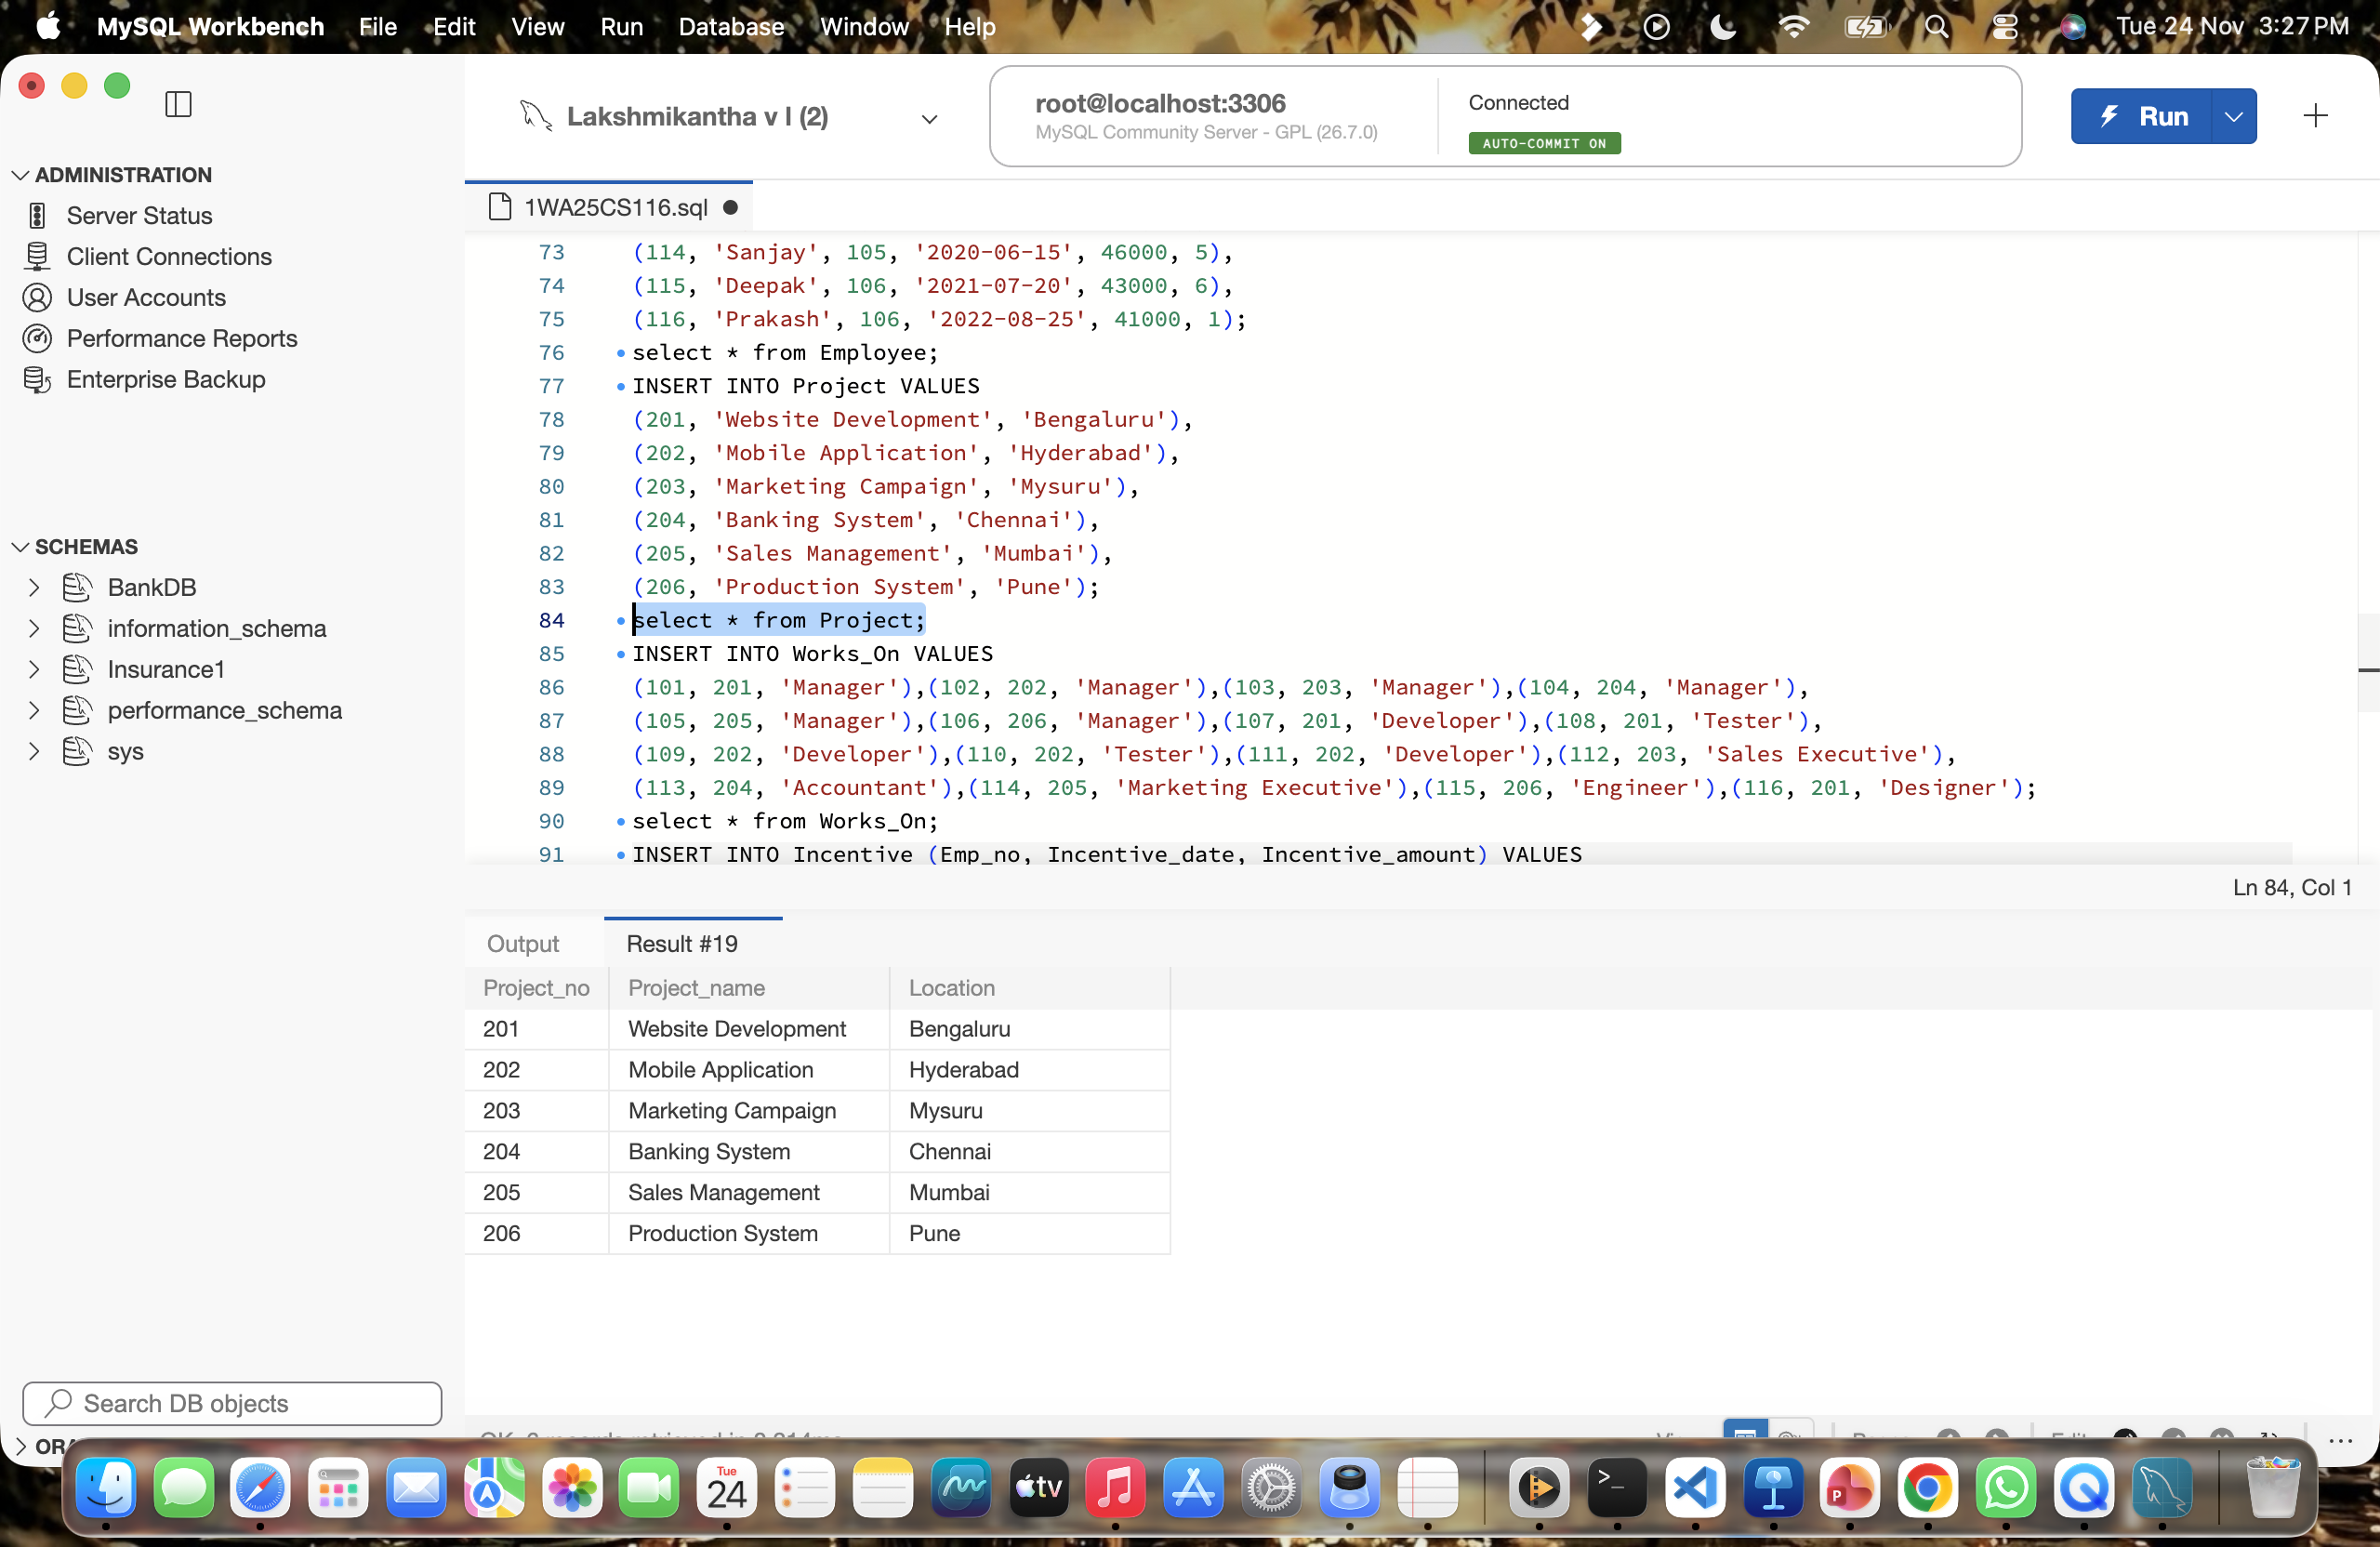 MySQL Workbench File Edit View Run Database Window Help Tue 24 Nov 3:27 PM
Lakshmikantha v l (2)
root@localhost:3306
MySQL Community Server - GPL (26.7.0)
Connected
AUTO-COMMIT ON
Run
ADMINISTRATION
Server Status
Client Connections
User Accounts
Performance Reports
Enterprise Backup
SCHEMAS
BankDB
information_schema
Insurance1
performance_schema
sys
Search DB objects
1WA25CS116.sql
73 (114, 'Sanjay', 105, '2020-06-15', 46000, 5),
74 (115, 'Deepak', 106, '2021-07-20', 43000, 6),
75 (116, 'Prakash', 106, '2022-08-25', 41000, 1);
76 select * from Employee;
77 INSERT INTO Project VALUES
78 (201, 'Website Development', 'Bengaluru'),
79 (202, 'Mobile Application', 'Hyderabad'),
80 (203, 'Marketing Campaign', 'Mysuru'),
81 (204, 'Banking System', 'Chennai'),
82 (205, 'Sales Management', 'Mumbai'),
83 (206, 'Production System', 'Pune');
84 select * from Project;
85 INSERT INTO Works_On VALUES
86 (101, 201, 'Manager'),(102, 202, 'Manager'),(103, 203, 'Manager'),(104, 204, 'Manager'),
87 (105, 205, 'Manager'),(106, 206, 'Manager'),(107, 201, 'Developer'),(108, 201, 'Tester'),
88 (109, 202, 'Developer'),(110, 202, 'Tester'),(111, 202, 'Developer'),(112, 203, 'Sales Executive'),
89 (113, 204, 'Accountant'),(114, 205, 'Marketing Executive'),(115, 206, 'Engineer'),(116, 201, 'Designer');
90 select * from Works_On;
91 INSERT INTO Incentive (Emp_no, Incentive_date, Incentive_amount) VALUES
Ln 84, Col 1
Output Result #19
Project_no Project_name Location
201 Website Development Bengaluru
202 Mobile Application Hyderabad
203 Marketing Campaign Mysuru
204 Banking System Chennai
205 Sales Management Mumbai
206 Production System Pune
Tue
24
tv